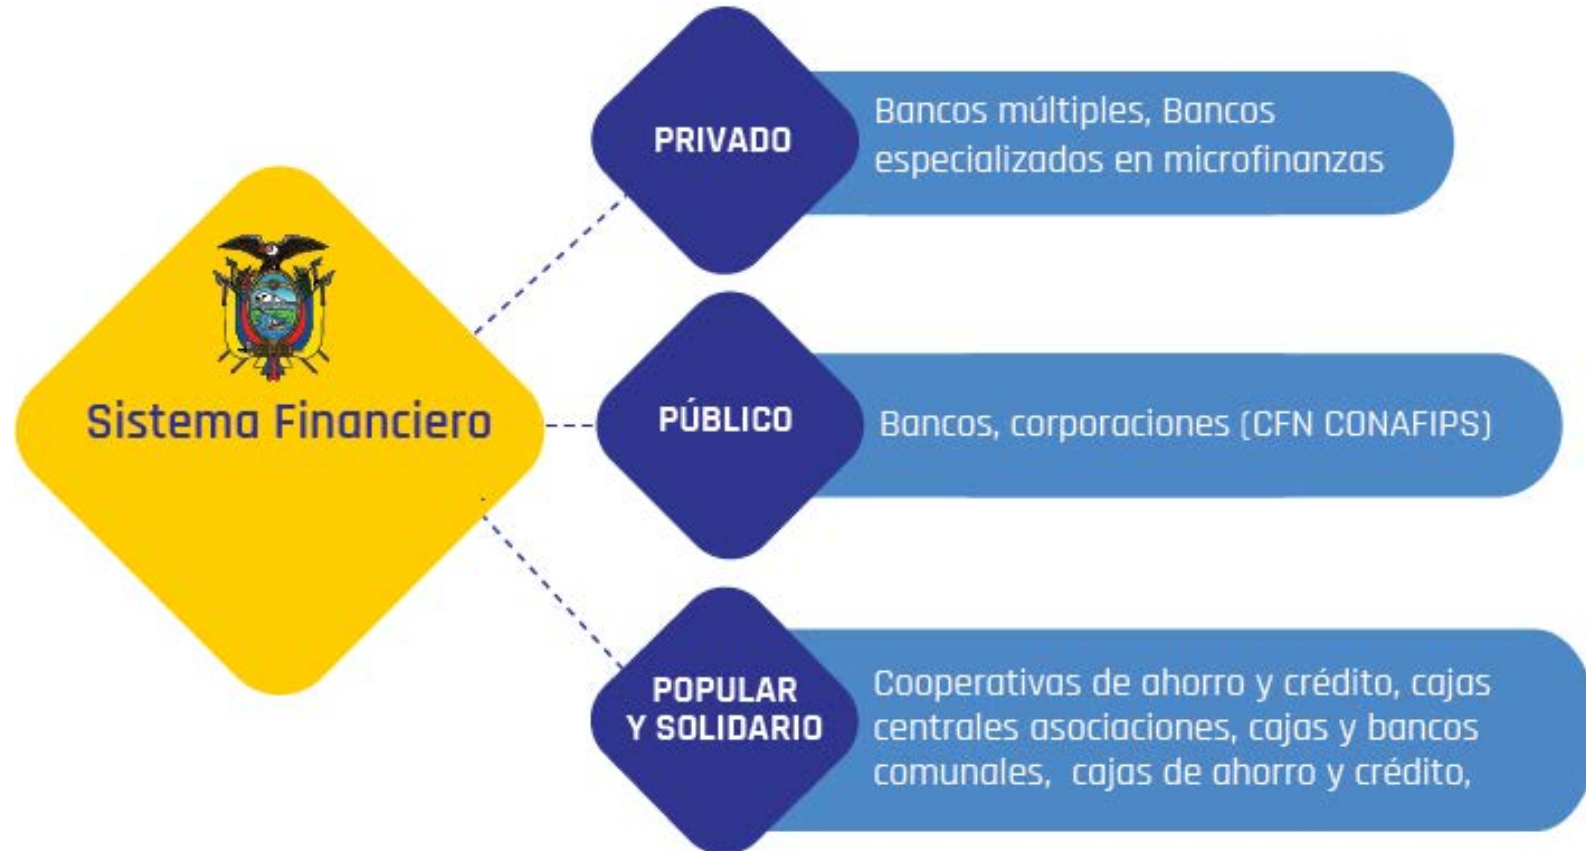 Sistema Financiero
PRIVADO
Bancos múltiples, Bancos
especializados en microfinanzas
PÚBLICO
Bancos, corporaciones (CFN CONAFIPS)
POPULAR
Y SOLIDARIO
Cooperativas de ahorro y crédito, cajas
centrales asociaciones, cajas y bancos
comunales, cajas de ahorro y crédito,